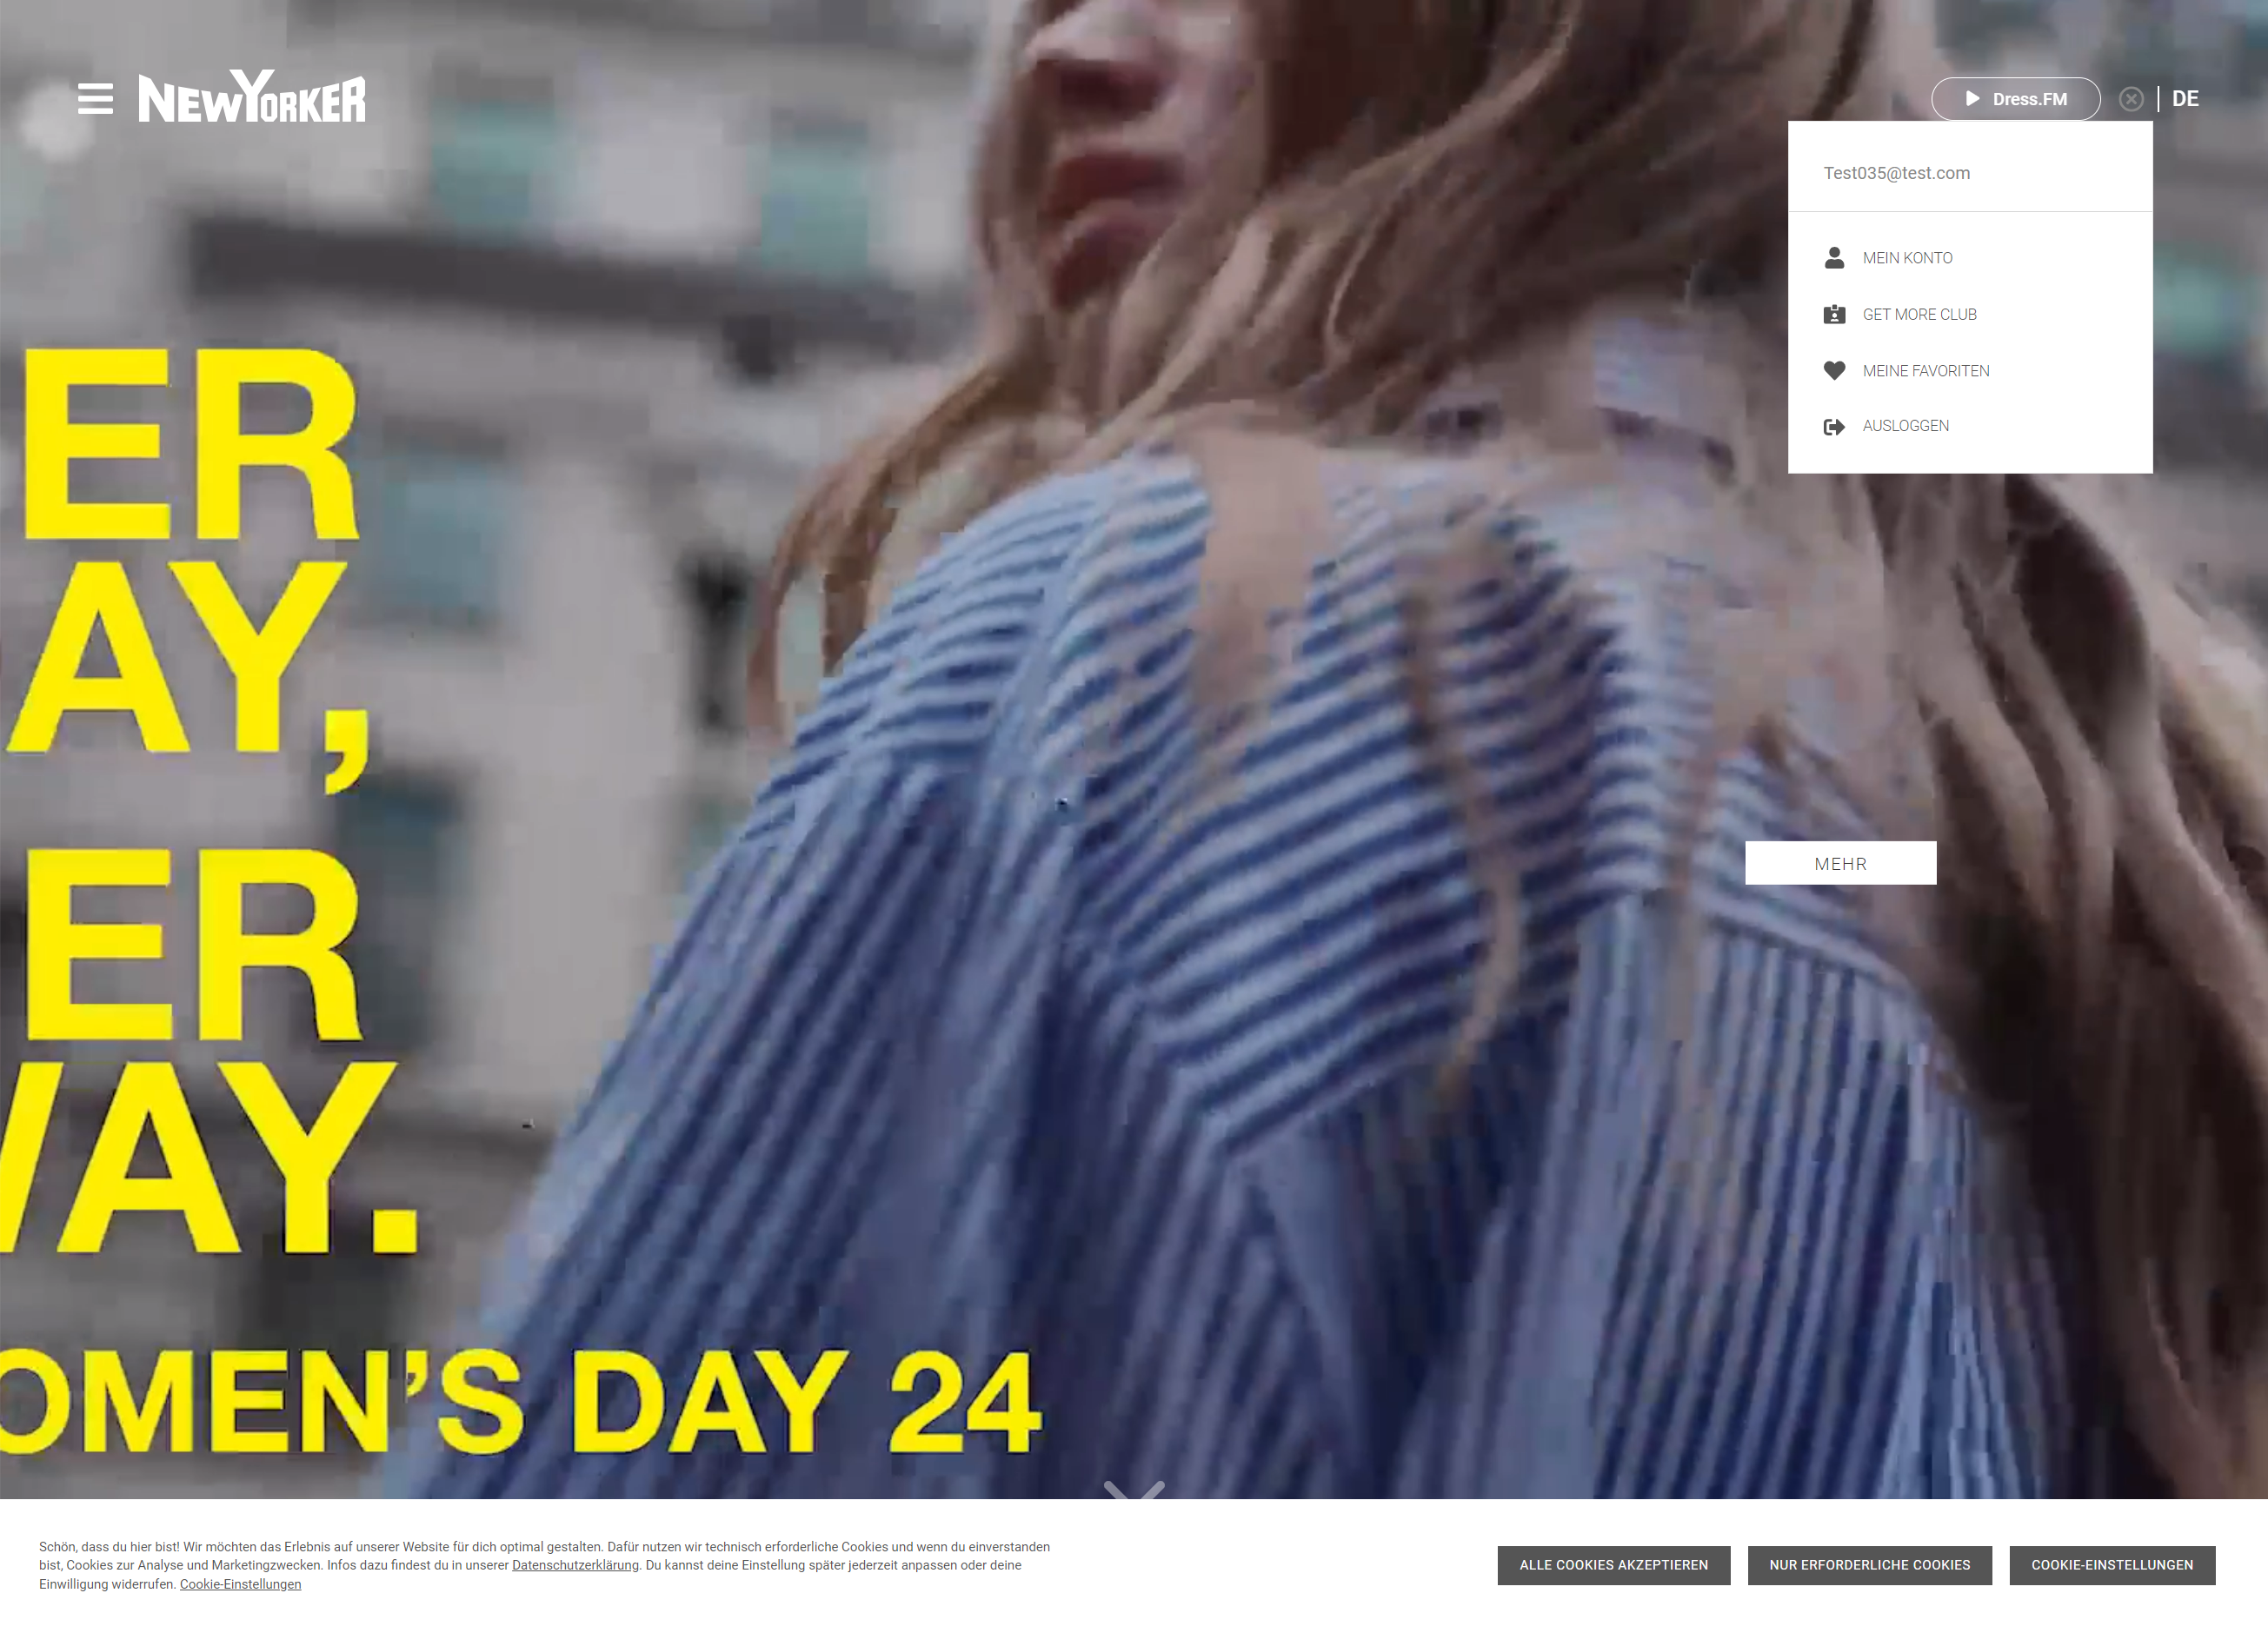 NEWYORKER
Dress.FM
DE
Test035@test.com
MEIN KONTO
GET MORE CLUB
MEINE FAVORITEN
AUSLOGGEN
ER
AY,
ER
WAY.
MEHR
OMEN'S DAY 24
Schön, dass du hier bist! Wir möchten das Erlebnis auf unserer Website für dich optimal gestalten. Dafür nutzen wir technisch erforderliche Cookies und wenn du einverstanden
bist, Cookies zur Analyse und Marketingzwecken. Infos dazu findest du in unserer Datenschutzerklärung. Du kannst deine Einstellung später jederzeit anpassen oder deine
Einwilligung widerrufen. Cookie-Einstellungen
ALLE COOKIES AKZEPTIEREN
NUR ERFORDERLICHE COOKIES
COOKIE-EINSTELLUNGEN